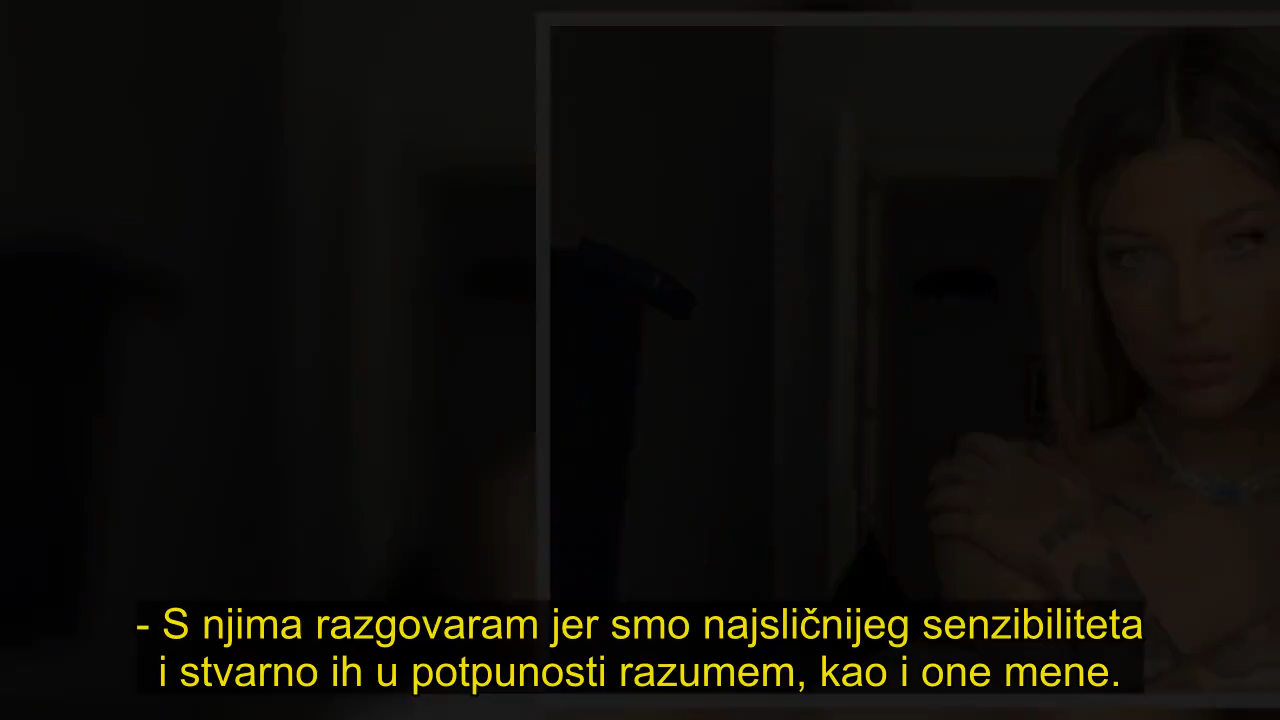 - S njima razgovaram jer smo najsličnijeg senzibiliteta
i stvarno ih u potpunosti razumem, kao i one mene.